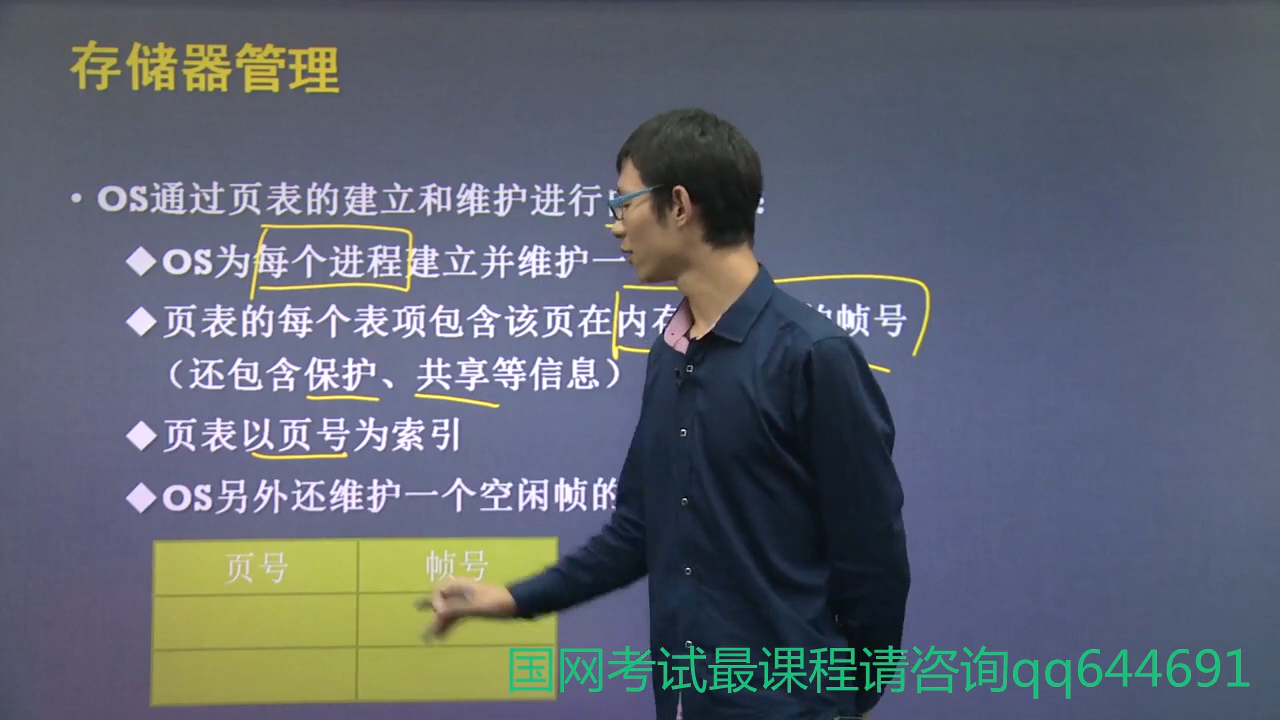 存储器管理
• OS通过页表的建立和维护进行
◆OS为每个进程建立并维护一
◆页表的每个表项包含该页在内存 的帧号
（还包含保护、共享等信息）
◆页表以页号为索引
◆OS另外还维护一个空闲帧的
页号 帧号
国网考试最课程请咨询qq644691